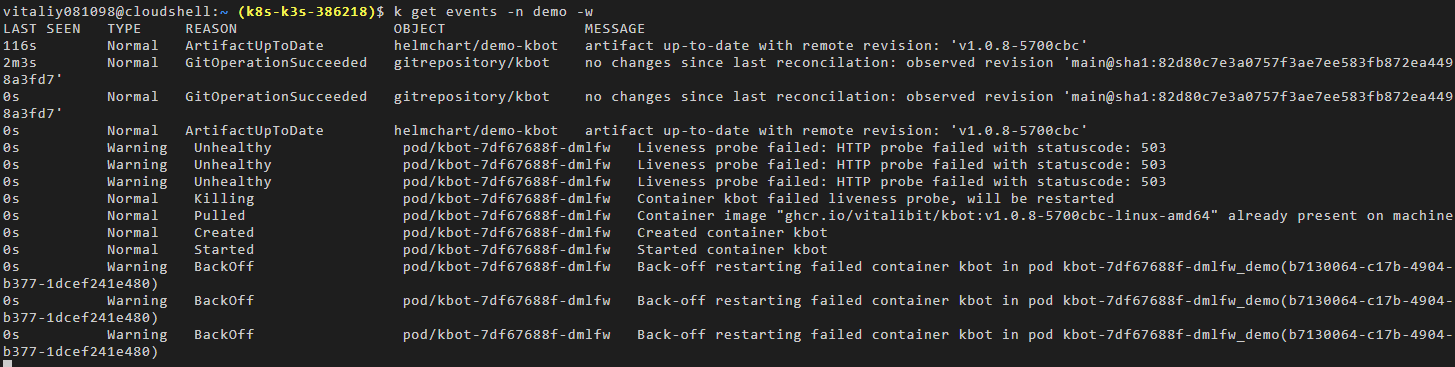 vitaliy081098@cloudshell:~ (k8s-k3s-386218)$ k get events -n demo -w
LAST SEEN   TYPE     REASON                  OBJECT                MESSAGE
116s        Normal   ArtifactUpToDate        helmchart/demo-kbot   artifact up-to-date with remote revision: 'v1.0.8-5700cbc'
2m3s        Normal   GitOperationSucceeded   gitrepository/kbot    no changes since last reconciliation: observed revision 'main@sha1:82d80c7e3a0757f3ae7ee583fb872ea449
8a3fd7'
0s          Normal   GitOperationSucceeded   gitrepository/kbot    no changes since last reconciliation: observed revision 'main@sha1:82d80c7e3a0757f3ae7ee583fb872ea449
8a3fd7'
0s          Normal   ArtifactUpToDate        helmchart/demo-kbot   artifact up-to-date with remote revision: 'v1.0.8-5700cbc'
0s          Warning   Unhealthy               pod/kbot-7df67688f-dmlfw   Liveness probe failed: HTTP probe failed with statuscode: 503
0s          Warning   Unhealthy               pod/kbot-7df67688f-dmlfw   Liveness probe failed: HTTP probe failed with statuscode: 503
0s          Warning   Unhealthy               pod/kbot-7df67688f-dmlfw   Liveness probe failed: HTTP probe failed with statuscode: 503
0s          Normal    Killing                 pod/kbot-7df67688f-dmlfw   Container kbot failed liveness probe, will be restarted
0s          Normal    Pulled                  pod/kbot-7df67688f-dmlfw   Container image "ghcr.io/vitalibit/kbot:v1.0.8-5700cbc-linux-amd64" already present on machine
0s          Normal    Created                 pod/kbot-7df67688f-dmlfw   Created container kbot
0s          Normal    Started                 pod/kbot-7df67688f-dmlfw   Started container kbot
0s          Warning   BackOff                 pod/kbot-7df67688f-dmlfw   Back-off restarting failed container kbot in pod kbot-7df67688f-dmlfw_demo(b7130064-c17b-4904-
b377-1dcef241e480)
0s          Warning   BackOff                 pod/kbot-7df67688f-dmlfw   Back-off restarting failed container kbot in pod kbot-7df67688f-dmlfw_demo(b7130064-c17b-4904-
b377-1dcef241e480)
0s          Warning   BackOff                 pod/kbot-7df67688f-dmlfw   Back-off restarting failed container kbot in pod kbot-7df67688f-dmlfw_demo(b7130064-c17b-4904-
b377-1dcef241e480)